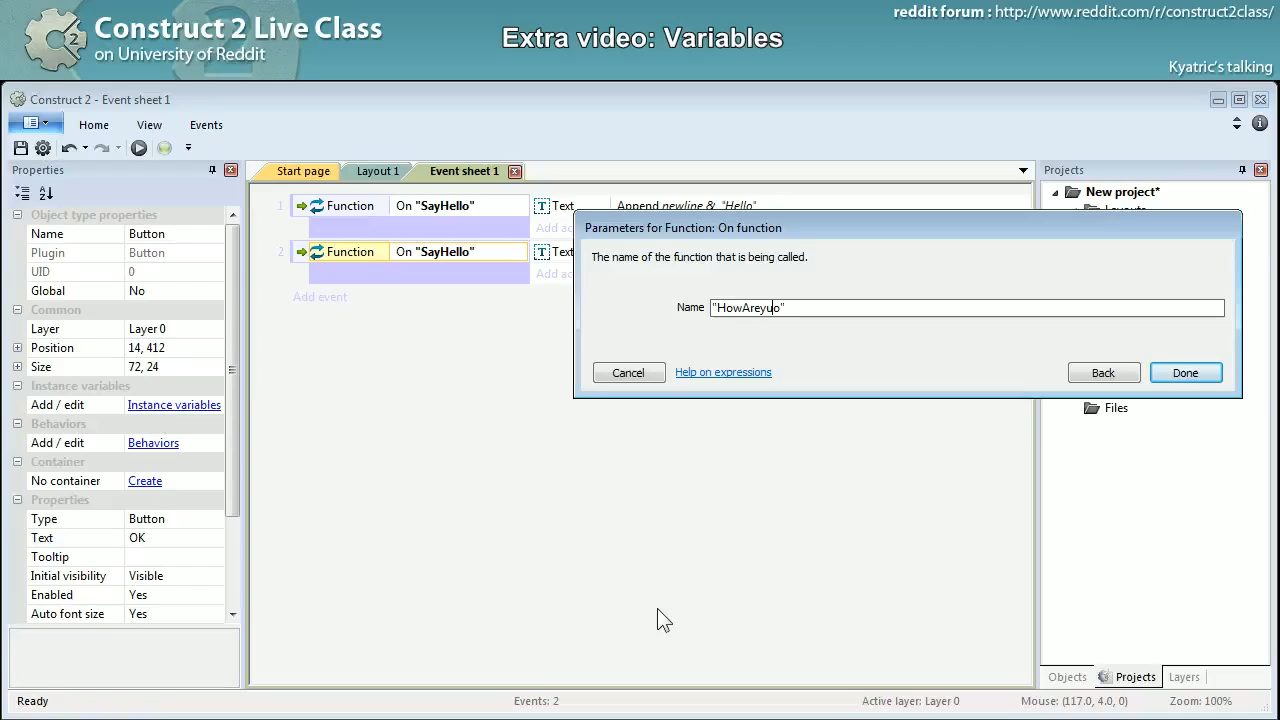 Construct 2 Live Class
on University of Reddit
Extra video: Variables
reddit forum : http://www.reddit.com/r/construct2class/
Kyatric's talking
Construct 2 - Event sheet 1
Home View Events
Properties
Start page Layout 1 Event sheet 1
Projects
Object type properties
Name Button
Plugin Button
UID 0
Global No
Common
Layer Layer 0
Position 14, 412
Size 72, 24
Instance variables
Add / edit Instance variables
Behaviors
Add / edit Behaviors
Container
No container Create
Properties
Type Button
Text OK
Tooltip
Initial visibility Visible
Enabled Yes
Auto font size Yes
1 Function On "SayHello" Text Append newline & "Hello"
Add ac
2 Function On "SayHello" Text
Add ac
Add event
Parameters for Function: On function
The name of the function that is being called.
Name "HowAreyuo"
Cancel Help on expressions Back Done
New project*
Layouts
Files
Objects Projects Layers
Ready Events: 2 Active layer: Layer 0 Mouse: (117.0, 4.0, 0) Zoom: 100%